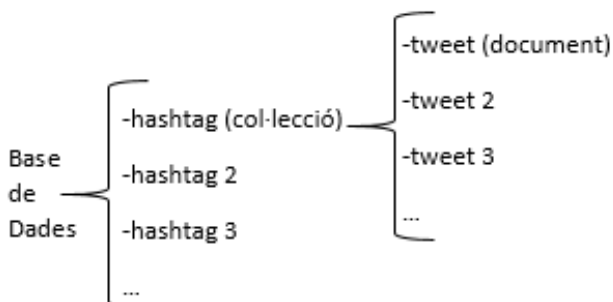 Base
de
Dades
-hashtag (col·lecció)
-hashtag 2
-hashtag 3
...
-tweet (document)
-tweet 2
-tweet 3
...